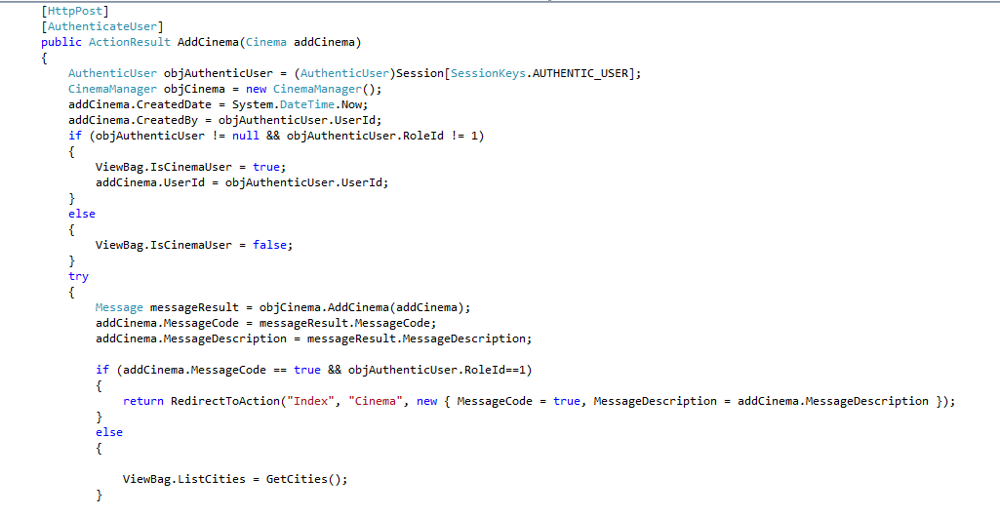 [HttpPost]
[AuthenticateUser]
public ActionResult AddCinema(Cinema addCinema)
{
AuthenticUser objAuthenticUser = (AuthenticUser)Session[SessionKeys.AUTHENTIC_USER];
CinemaManager objCinema = new CinemaManager();
addCinema.CreatedDate = System.DateTime.Now;
addCinema.CreatedBy = objAuthenticUser.UserId;
if (objAuthenticUser != null && objAuthenticUser.RoleId != 1)
{
ViewBag.IsCinemaUser = true;
addCinema.UserId = objAuthenticUser.UserId;
}
else
{
ViewBag.IsCinemaUser = false;
}
try
{
Message messageResult = objCinema.AddCinema(addCinema);
addCinema.MessageCode = messageResult.MessageCode;
addCinema.MessageDescription = messageResult.MessageDescription;
if (addCinema.MessageCode == true && objAuthenticUser.RoleId==1)
{
return RedirectToAction("Index", "Cinema", new { MessageCode = true, MessageDescription = addCinema.MessageDescription });
}
else
{
ViewBag.ListCities = GetCities();
}